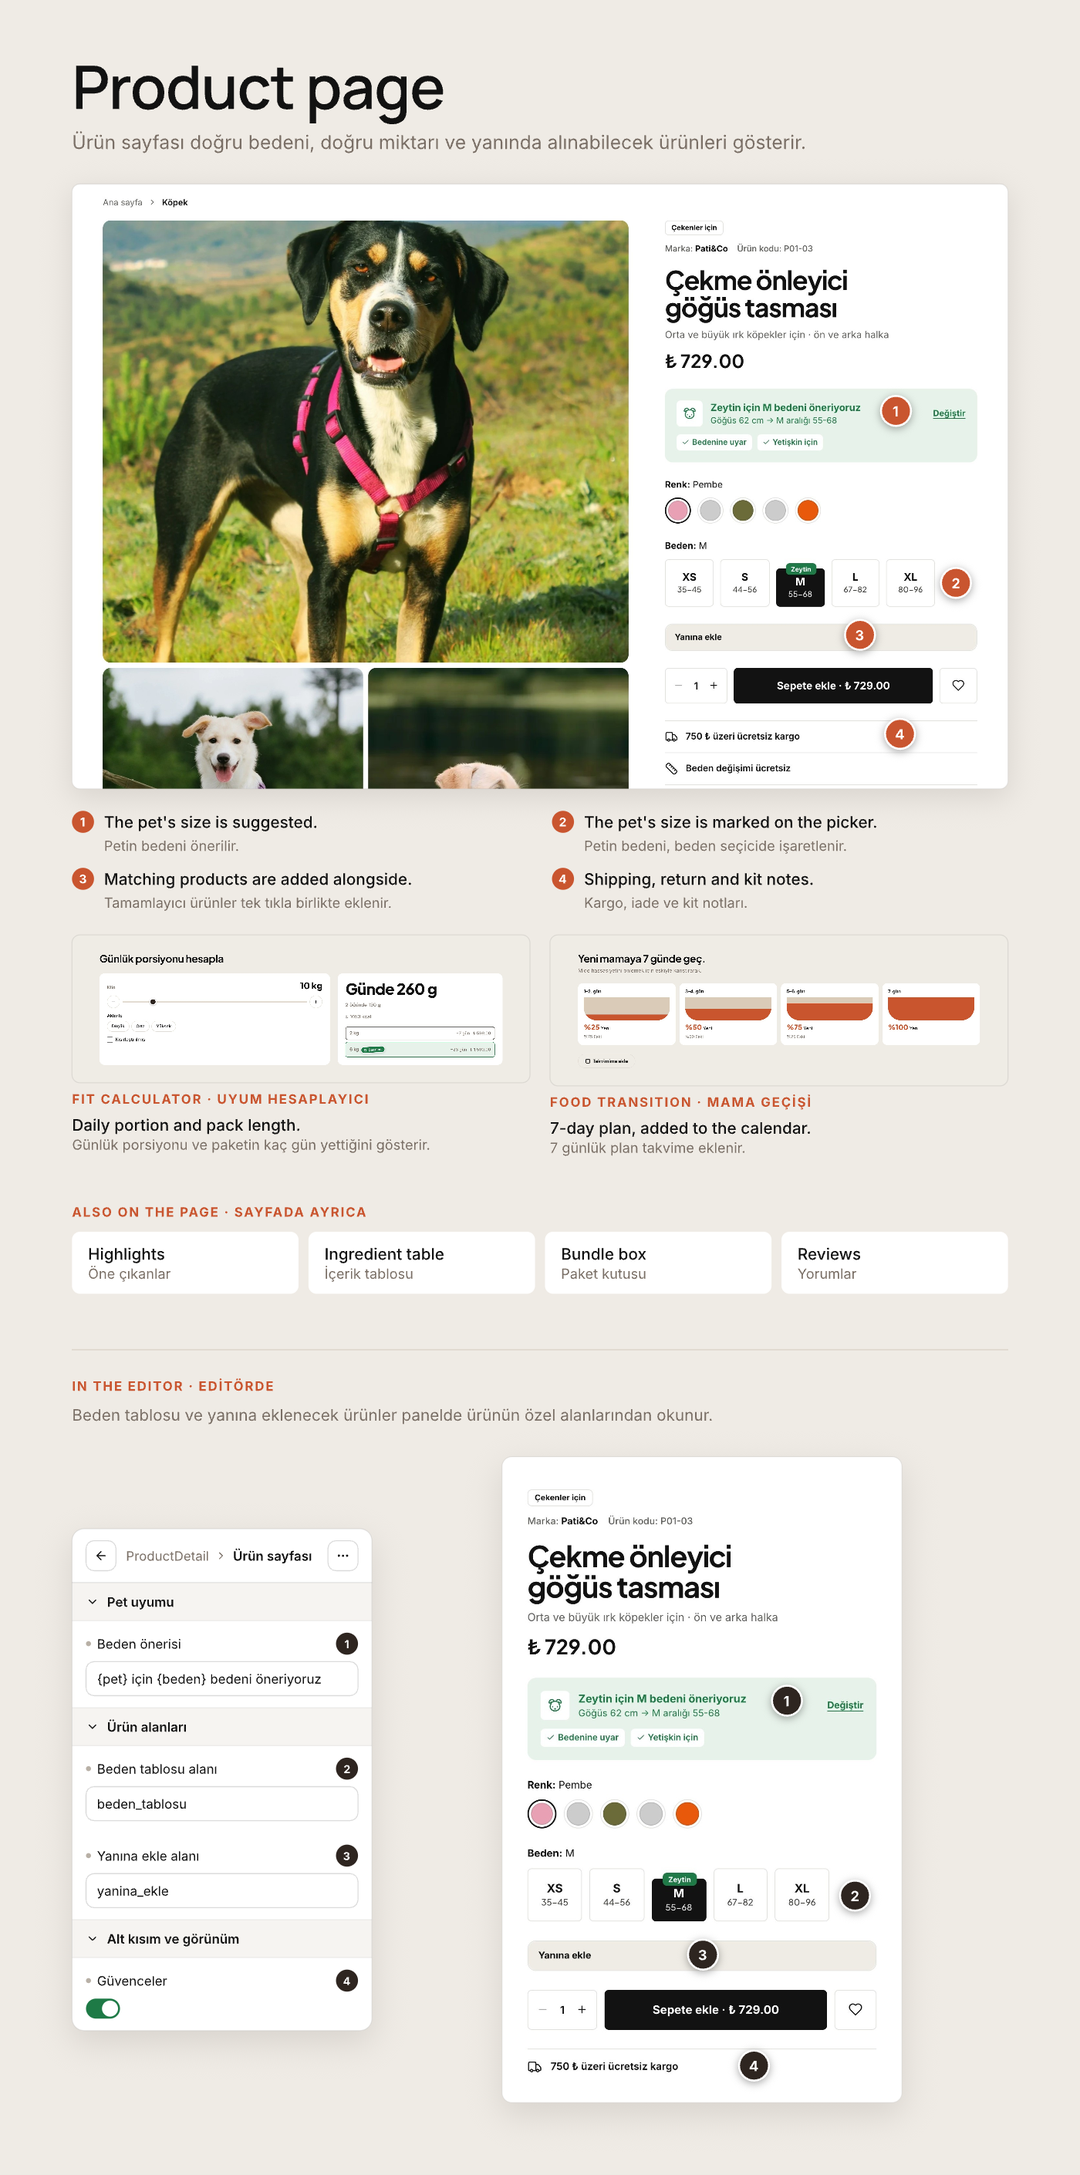 Product page
Ürün sayfası doğru bedeni, doğru miktarı ve yanında alınabilecek ürünleri gösterir.
Ana sayfa > Köpek
Çekenler için
Marka: Pati&Co Ürün kodu: P01-03
Çekme önleyici
göğüs tasması
Orta ve büyük ırk köpekler için · ön ve arka halka
₺ 729.00
Zeytin için M bedeni öneriyoruz
Göğüs 62 cm → M aralığı 55-68
1
Değiştir
✓ Bedenine uyar ✓ Yetişkin için
Renk: Pembe
Beden: M
Zeytin
XS S M L XL
35–45 44–56 55–68 67–82 80–96
2
Yanına ekle
3
− 1 + Sepete ekle · ₺ 729.00
750 ₺ üzeri ücretsiz kargo
4
Beden değişimi ücretsiz
1 The pet's size is suggested.
Petin bedeni önerilir.
2 The pet's size is marked on the picker.
Petin bedeni, beden seçicide işaretlenir.
3 Matching products are added alongside.
Tamamlayıcı ürünler tek tıkla birlikte eklenir.
4 Shipping, return and kit notes.
Kargo, iade ve kit notları.
Günlük porsiyonu hesapla
10 kg
Günde 260 g
Yeni mamaya 7 günde geç.
1-2. gün 3-4. gün 5-6. gün 7. gün
%25 Yeni %50 Yeni %75 Yeni %100 Yeni
Takvimime ekle
FIT CALCULATOR · UYUM HESAPLAYICI
Daily portion and pack length.
Günlük porsiyonu ve paketin kaç gün yettiğini gösterir.
FOOD TRANSITION · MAMA GEÇİŞİ
7-day plan, added to the calendar.
7 günlük plan takvime eklenir.
ALSO ON THE PAGE · SAYFADA AYRICA
Highlights
Öne çıkanlar
Ingredient table
İçerik tablosu
Bundle box
Paket kutusu
Reviews
Yorumlar
IN THE EDITOR · EDİTÖRDE
Beden tablosu ve yanına eklenecek ürünler panelde ürünün özel alanlarından okunur.
ProductDetail > Ürün sayfası
Pet uyumu
Beden önerisi 1
{pet} için {beden} bedeni öneriyoruz
Ürün alanları
Beden tablosu alanı 2
beden_tablosu
Yanına ekle alanı 3
yanina_ekle
Alt kısım ve görünüm
Güvenceler 4
Çekenler için
Marka: Pati&Co Ürün kodu: P01-03
Çekme önleyici
göğüs tasması
Orta ve büyük ırk köpekler için · ön ve arka halka
₺ 729.00
Zeytin için M bedeni öneriyoruz
Göğüs 62 cm → M aralığı 55-68
1
Değiştir
✓ Bedenine uyar ✓ Yetişkin için
Renk: Pembe
Beden: M
Zeytin
XS S M L XL
35–45 44–56 55–68 67–82 80–96
2
Yanına ekle
3
− 1 + Sepete ekle · ₺ 729.00
750 ₺ üzeri ücretsiz kargo
4